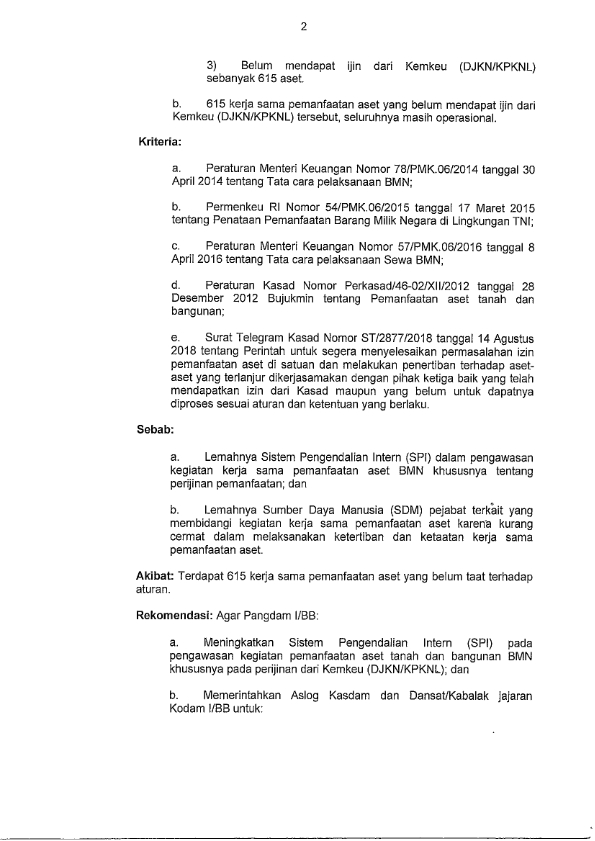 2
3) Belum mendapat ijin dari Kemkeu (DJKN/KPKNL)
sebanyak 615 aset.
b. 615 kerja sama pemanfaatan aset yang belum mendapat ijin dari
Kemkeu (DJKN/KPKNL) tersebut, seluruhnya masih operasional.
Kriteria:
a. Peraturan Menteri Keuangan Nomor 78/PMK.06/2014 tanggal 30
April 2014 tentang Tata cara pelaksanaan BMN;
b. Permenkeu RI Nomor 54/PMK.06/2015 tanggal 17 Maret 2015
tentang Penataan Pemanfaatan Barang Milik Negara di Lingkungan TNI;
c. Peraturan Menteri Keuangan Nomor 57/PMK.06/2016 tanggal 8
April 2016 tentang Tata cara pelaksanaan Sewa BMN;
d. Peraturan Kasad Nomor Perkasad/46-02/XII/2012 tanggal 28
Desember 2012 Bujukmin tentang Pemanfaatan aset tanah dan
bangunan;
e. Surat Telegram Kasad Nomor ST/2877/2018 tanggal 14 Agustus
2018 tentang Perintah untuk segera menyelesaikan permasalahan izin
pemanfaatan aset di satuan dan melakukan penertiban terhadap aset-
aset yang terlanjur dikerjasamakan dengan pihak ketiga baik yang telah
mendapatkan izin dari Kasad maupun yang belum untuk dapatnya
diproses sesuai aturan dan ketentuan yang berlaku.
Sebab:
a. Lemahnya Sistem Pengendalian Intern (SPI) dalam pengawasan
kegiatan kerja sama pemanfaatan aset BMN khususnya tentang
perijinan pemanfaatan; dan
b. Lemahnya Sumber Daya Manusia (SDM) pejabat terkait yang
membidangi kegiatan kerja sama pemanfaatan aset karena kurang
cermat dalam melaksanakan ketertiban dan ketaatan kerja sama
pemanfaatan aset.
Akibat: Terdapat 615 kerja sama pemanfaatan aset yang belum taat terhadap
aturan.
Rekomendasi: Agar Pangdam I/BB:
a. Meningkatkan Sistem Pengendalian Intern (SPI) pada
pengawasan kegiatan pemanfaatan aset tanah dan bangunan BMN
khususnya pada perijinan dari Kemkeu (DJKN/KPKNL); dan
b. Memerintahkan Aslog Kasdam dan Dansat/Kabalak jajaran
Kodam I/BB untuk: